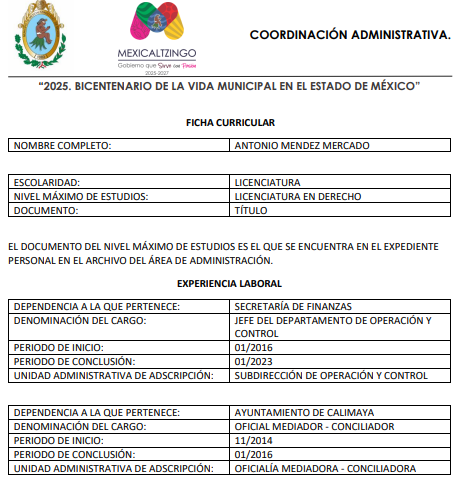 COORDINACIÓN ADMINISTRATIVA.
MEXICALTZINGO
Gobierno que Sirve con Pasión
2025-2027
“2025. BICENTENARIO DE LA VIDA MUNICIPAL EN EL ESTADO DE MÉXICO”
FICHA CURRICULAR
NOMBRE COMPLETO: ANTONIO MENDEZ MERCADO
ESCOLARIDAD: LICENCIATURA
NIVEL MÁXIMO DE ESTUDIOS: LICENCIATURA EN DERECHO
DOCUMENTO: TÍTULO
EL DOCUMENTO DEL NIVEL MÁXIMO DE ESTUDIOS ES EL QUE SE ENCUENTRA EN EL EXPEDIENTE
PERSONAL EN EL ARCHIVO DEL ÁREA DE ADMINISTRACIÓN.
EXPERIENCIA LABORAL
DEPENDENCIA A LA QUE PERTENECE: SECRETARÍA DE FINANZAS
DENOMINACIÓN DEL CARGO: JEFE DEL DEPARTAMENTO DE OPERACIÓN Y
CONTROL
PERIODO DE INICIO: 01/2016
PERIODO DE CONCLUSIÓN: 01/2023
UNIDAD ADMINISTRATIVA DE ADSCRIPCIÓN: SUBDIRECCIÓN DE OPERACIÓN Y CONTROL
DEPENDENCIA A LA QUE PERTENECE: AYUNTAMIENTO DE CALIMAYA
DENOMINACIÓN DEL CARGO: OFICIAL MEDIADOR - CONCILIADOR
PERIODO DE INICIO: 11/2014
PERIODO DE CONCLUSIÓN: 01/2016
UNIDAD ADMINISTRATIVA DE ADSCRIPCIÓN: OFICIALÍA MEDIADORA - CONCILIADORA